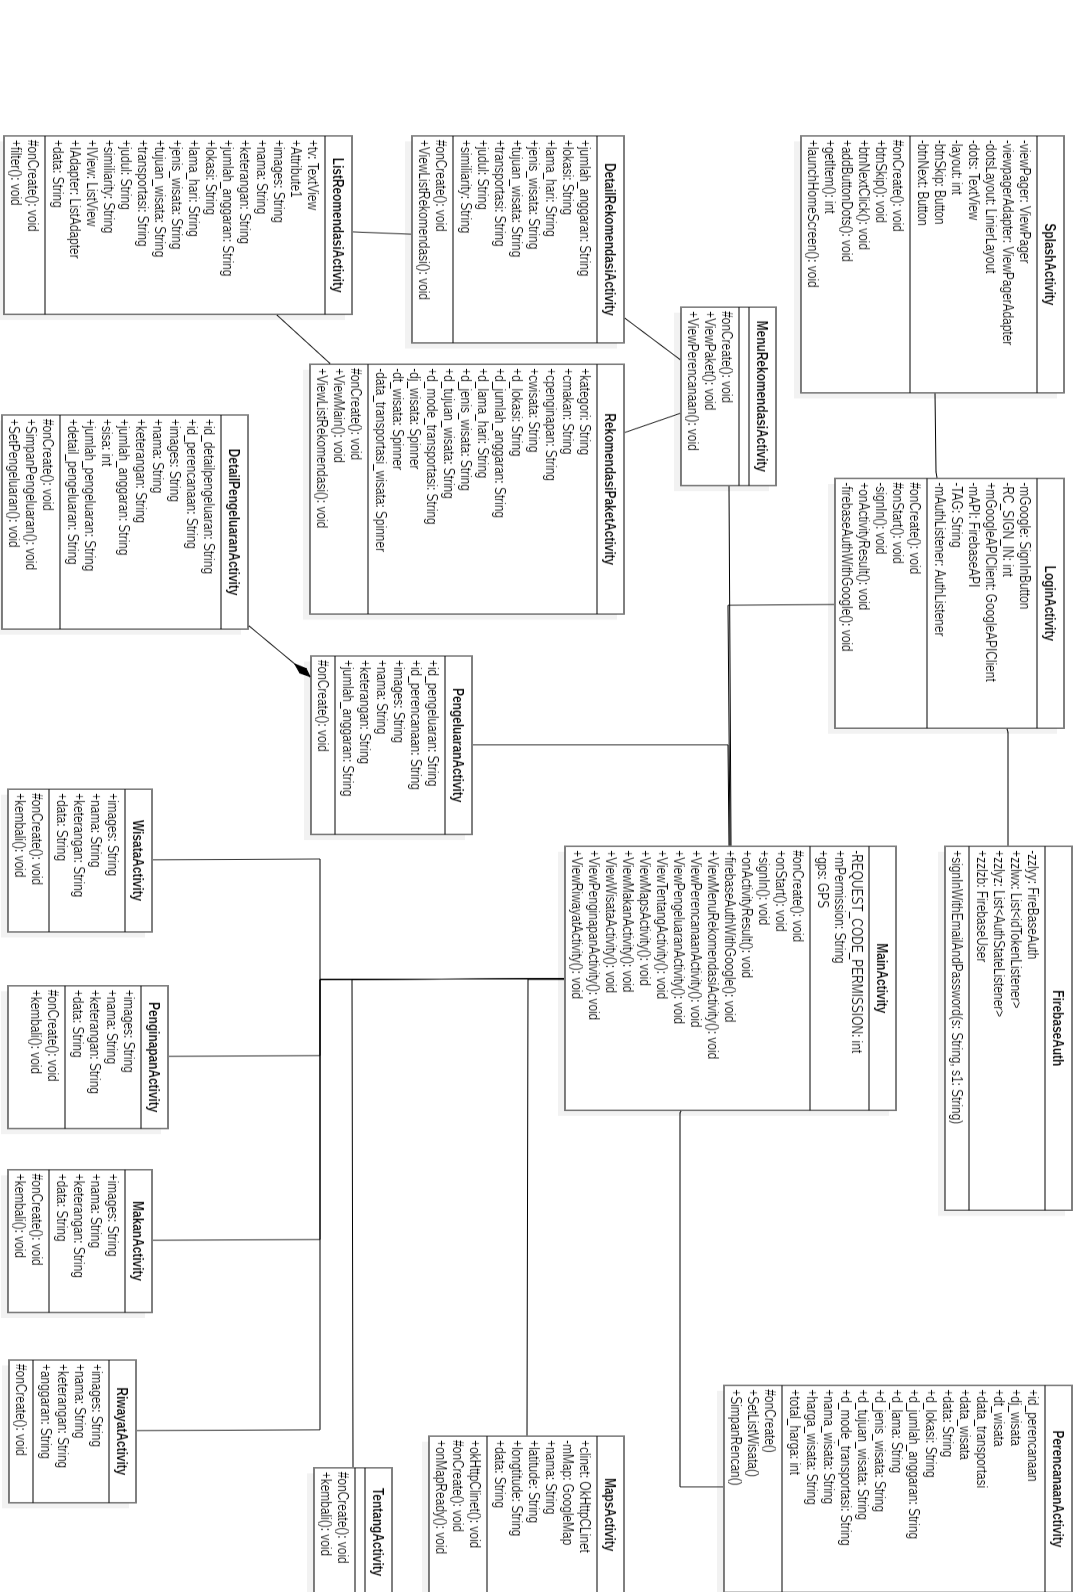 SplashActivity
-viewPager: ViewPager
-viewpagerAdapter: ViewPagerAdapter
-dotsLayout: LinierLayout
-dots: TextView
-layout: int
-btnSkip: Button
-btnNext: Button
#onCreate(): void
+btnSkip(): void
+btnNextClick(): void
+addButtonDots(): void
+getItem(): int
+launchHomeScreen(): void
LoginActivity
-mGoogle: SignInButton
-RC_SIGN_IN: int
+mGoogleAPIClient: GoogleAPIClient
-mAPI: FirebaseAPI
-TAG: String
-mAuthListener: AuthListener
#onCreate(): void
#onStart(): void
-signIn(): void
+onActivityResult(): void
-firebaseAuthWithGoogle(): void
FirebaseAuth
-zzlyy: FireBaseAuth
+zzlwx: List<idTokenListener>
+zzlyz: List<AuthStateListener>
+zzlzb: FirebaseUser
+signInWithEmailAndPassword(s: String, s1: String)
PerencanaanActivity
+id_perencanaan
+dj_wisata
+dt_wisata
+data_transportasi
+data_wisata
+data: String
+d_lokasi: String
+d_jumlah_anggaran: String
+d_lama: String
+d_jenis_wisata: String
+d_tujuan_wisata: String
+d_mode_transportasi: String
+nama_wisata: String
+harga_wisata: String
+total_harga: int
#onCreate()
+SetListWisata()
+SimpanRencan()
MenuRekomendasiActivity
#onCreate(): void
+ViewPaket(): void
+ViewPerencanaan(): void
MainActivity
-REQUEST_CODE_PERMISSION: int
+mPermission: String
+gps: GPS
#onCreate(): void
+onStart(): void
+signIn(): void
+onActivityResult(): void
+firebaseAuthWithGoogle(): void
+ViewMenuRekomendasiActivity(): void
+ViewPerencanaanActivity(): void
+ViewPengeluaranActivity(): void
+ViewTentangActivity(): void
+ViewMapsActivity(): void
+ViewMakanActivity(): void
+ViewWisataActivity(): void
+ViewPenginapanActivity(): void
+ViewRiwayatActivity(): void
DetailRekomendasiActivity
+jumlah_anggaran: String
+lokasi: String
+lama_hari: String
+jenis_wisata: String
+tujuan_wisata: String
+transportasi: String
+judul: String
+similiarity: String
#onCreate(): void
+ViewListRekomendasi(): void
RekomendasiPaketActivity
+kategori: String
+cmakan: String
+cpenginapan: String
+cwisata: String
+d_lokasi: String
+d_jumlah_anggaran: String
+d_lama_hari: String
+d_jenis_wisata: String
+d_tujuan_wisata: String
+d_mode_transportasi: String
-dj_wisata: Spinner
-dt_wisata: Spinner
-data_transportasi_wisata: Spinner
#onCreate(): void
+ViewMain(): void
+ViewListRekomendasi(): void
MapsActivity
+clinet: OkHttpCLinet
-mMap: GoogleMap
+nama: String
+latitude: String
+longtitude: String
+data: String
+okHttpClinet(): void
#onCreate(): void
+onMapReady(): void
PengeluaranActivity
+id_pengeluaran: String
+id_perencanaan: String
+images: String
+nama: String
+keterangan: String
+jumlah_anggaran: String
#onCreate(): void
TentangActivity
#onCreate(): void
+kembali(): void
ListRomendasiActivity
+tv: TextView
+Attribute1
+images: String
+nama: String
+keterangan: String
+jumlah_anggaran: String
+lokasi: String
+lama_hari: String
+jenis_wisata: String
+tujuan_wisata: String
+transportasi: String
+judul: String
+similiarity: String
+lView: ListView
+lAdapter: ListAdapter
+data: String
#onCreate(): void
+filter(): void
DetailPengeluaranActivity
+id_detailpengeluaran: String
+id_perencanaan: String
+images: String
+nama: String
+keterangan: String
+jumlah_anggaran: String
+sisa: int
+jumlah_pengeluaran: String
+detail_pengeluaran: String
#onCreate(): void
+SimpanPengeluaran(): void
+SetPengeluaran(): void
WisataActivity
+images: String
+nama: String
+keterangan: String
+data: String
#onCreate(): void
+kembali(): void
PenginapanActivity
+images: String
+nama: String
+keterangan: String
+data: String
#onCreate(): void
+kembali(): void
MakanActivity
+images: String
+nama: String
+keterangan: String
+data: String
#onCreate(): void
+kembali(): void
RiwayatActivity
+images: String
+nama: String
+keterangan: String
+anggaran: String
#onCreate(): void